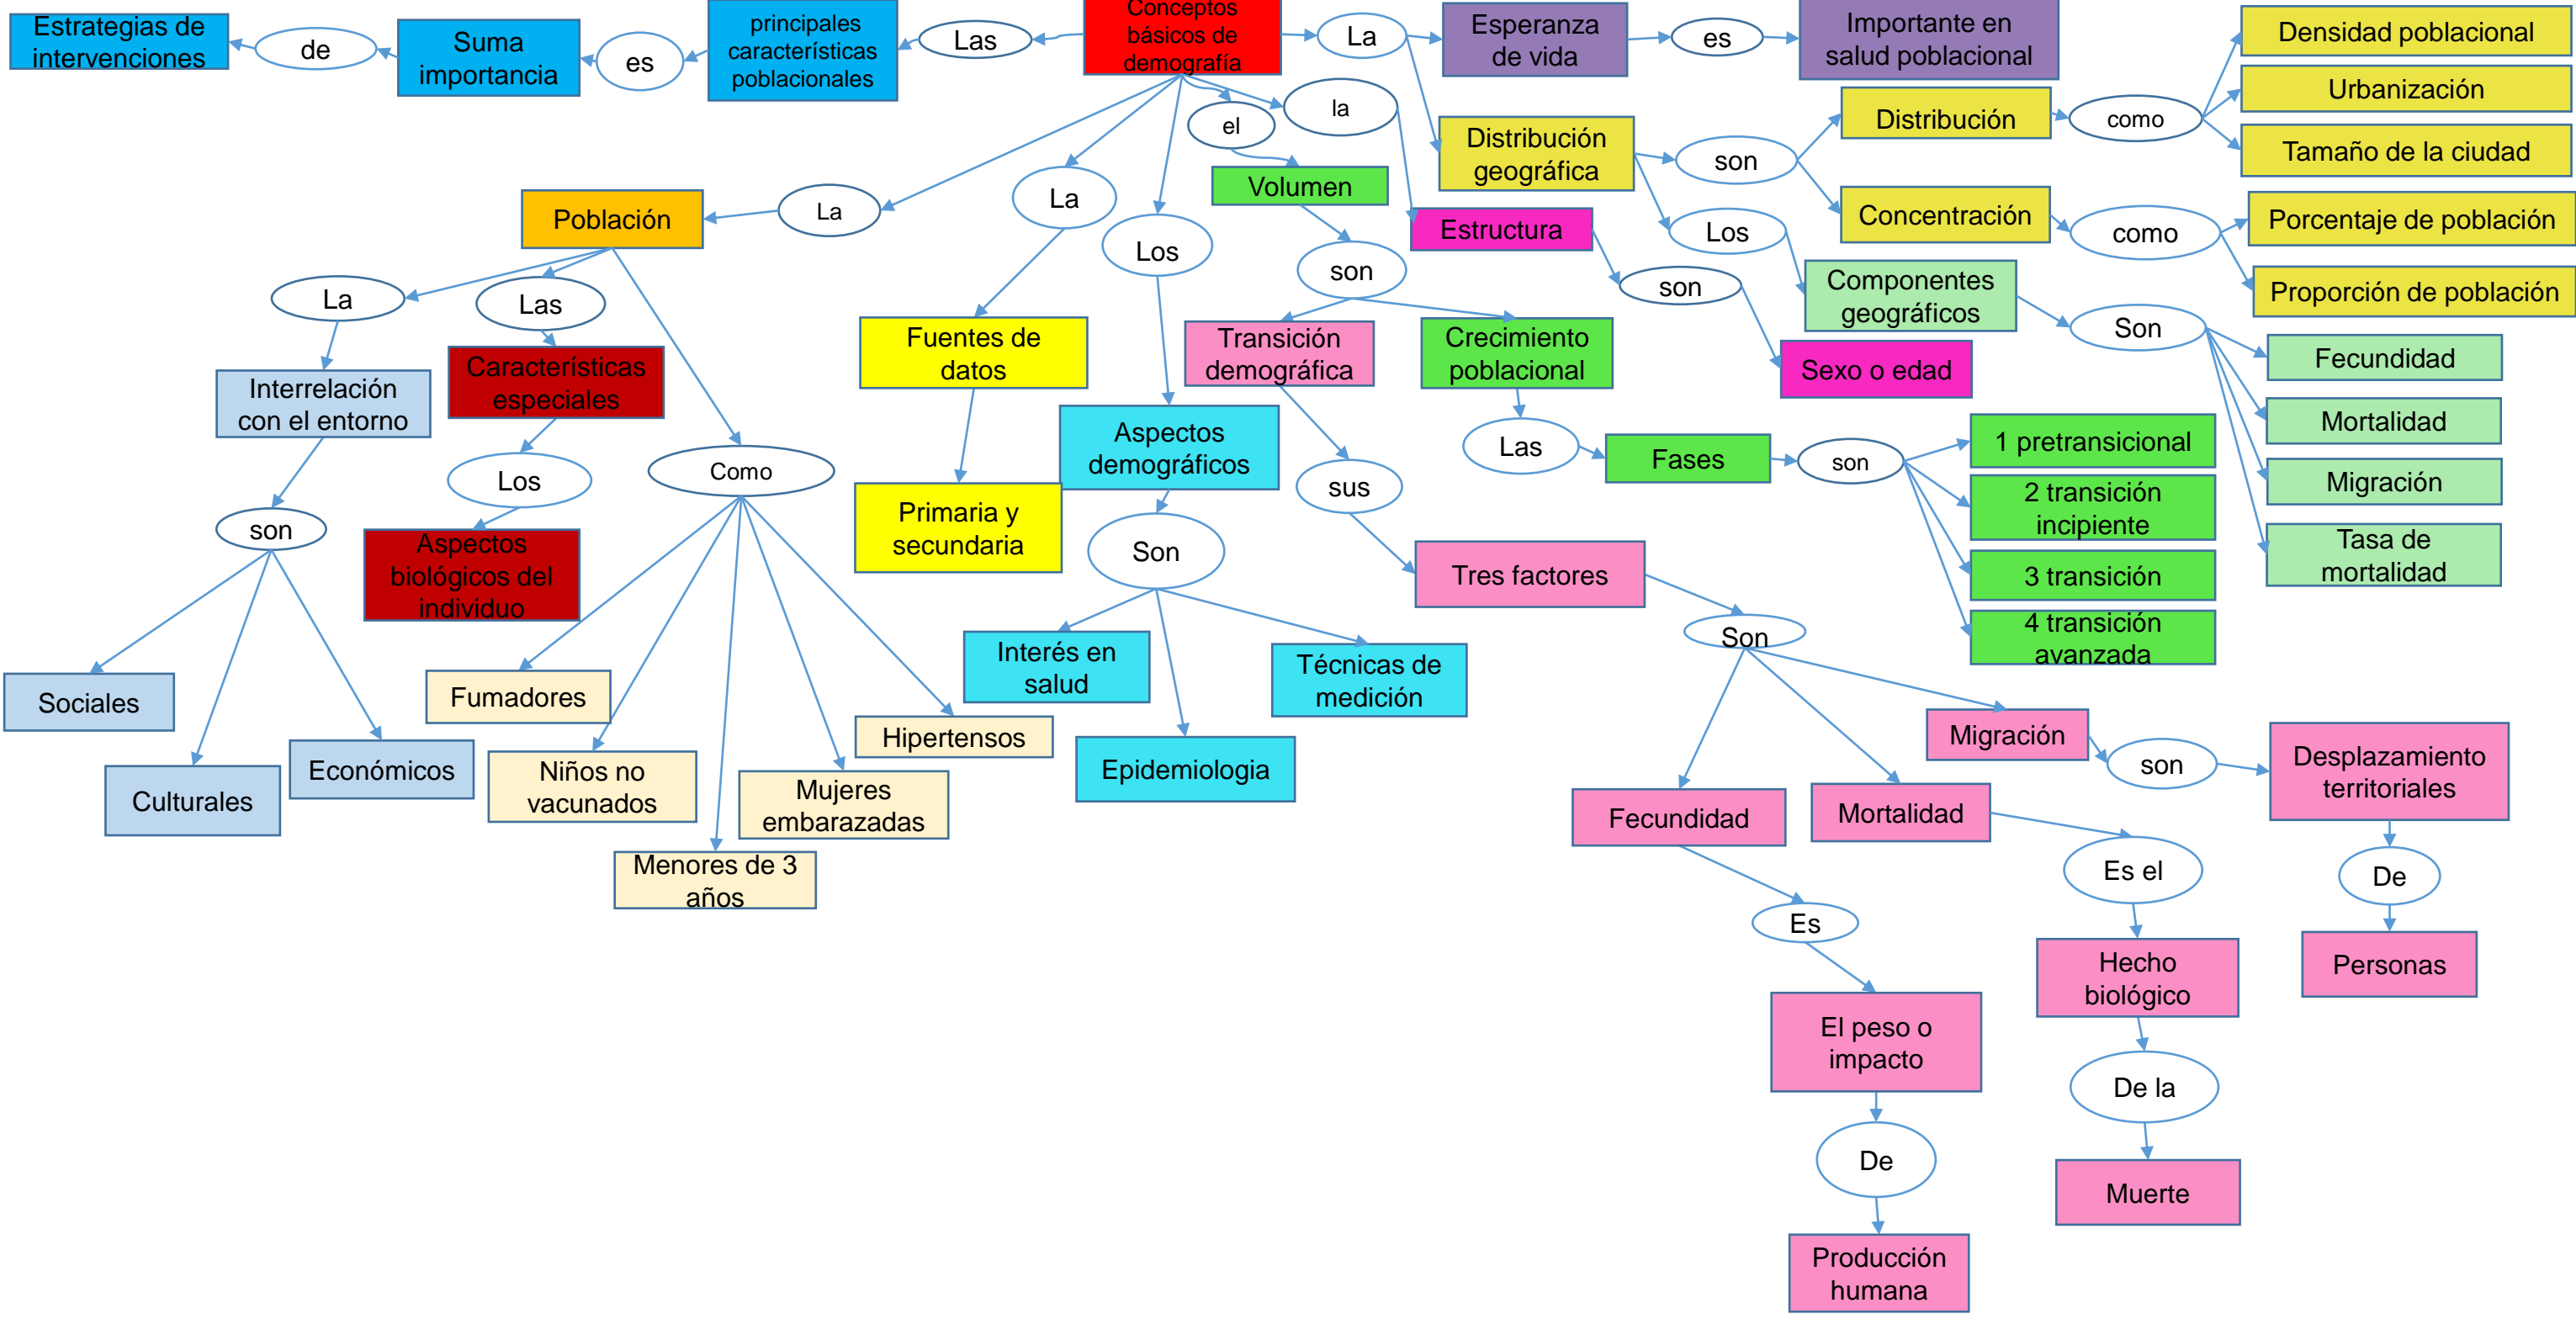 Estrategias de
intervenciones
de
Suma
importancia
es
principales
características
poblacionales
Las
Conceptos
básicos de
demografía
La
Esperanza
de vida
es
Importante en
salud poblacional
Densidad poblacional
Urbanización
Tamaño de la ciudad
Distribución
como
la
el
Distribución
geográfica
son
Concentración
como
Porcentaje de población
Proporción de población
Volumen
La
Los
La
Población
Estructura
Los
son
son
Componentes
geográficos
Son
Fecundidad
Mortalidad
Migración
Tasa de
mortalidad
Sexo o edad
La
Las
Interrelación
con el entorno
Características
especiales
Fuentes de
datos
Transición
demográfica
Crecimiento
poblacional
Aspectos
demográficos
Las
Fases
son
1 pretransicional
2 transición
incipiente
3 transición
4 transición
avanzada
Los
Como
sus
Primaria y
secundaria
son
Aspectos
biológicos del
individuo
Son
Tres factores
Son
Interés en
salud
Técnicas de
medición
Epidemiologia
Sociales
Culturales
Económicos
Fumadores
Niños no
vacunados
Menores de 3
años
Mujeres
embarazadas
Hipertensos
Migración
son
Desplazamiento
territoriales
De
Personas
Fecundidad
Mortalidad
Es el
Es
Hecho
biológico
El peso o
impacto
De la
De
Muerte
Producción
humana